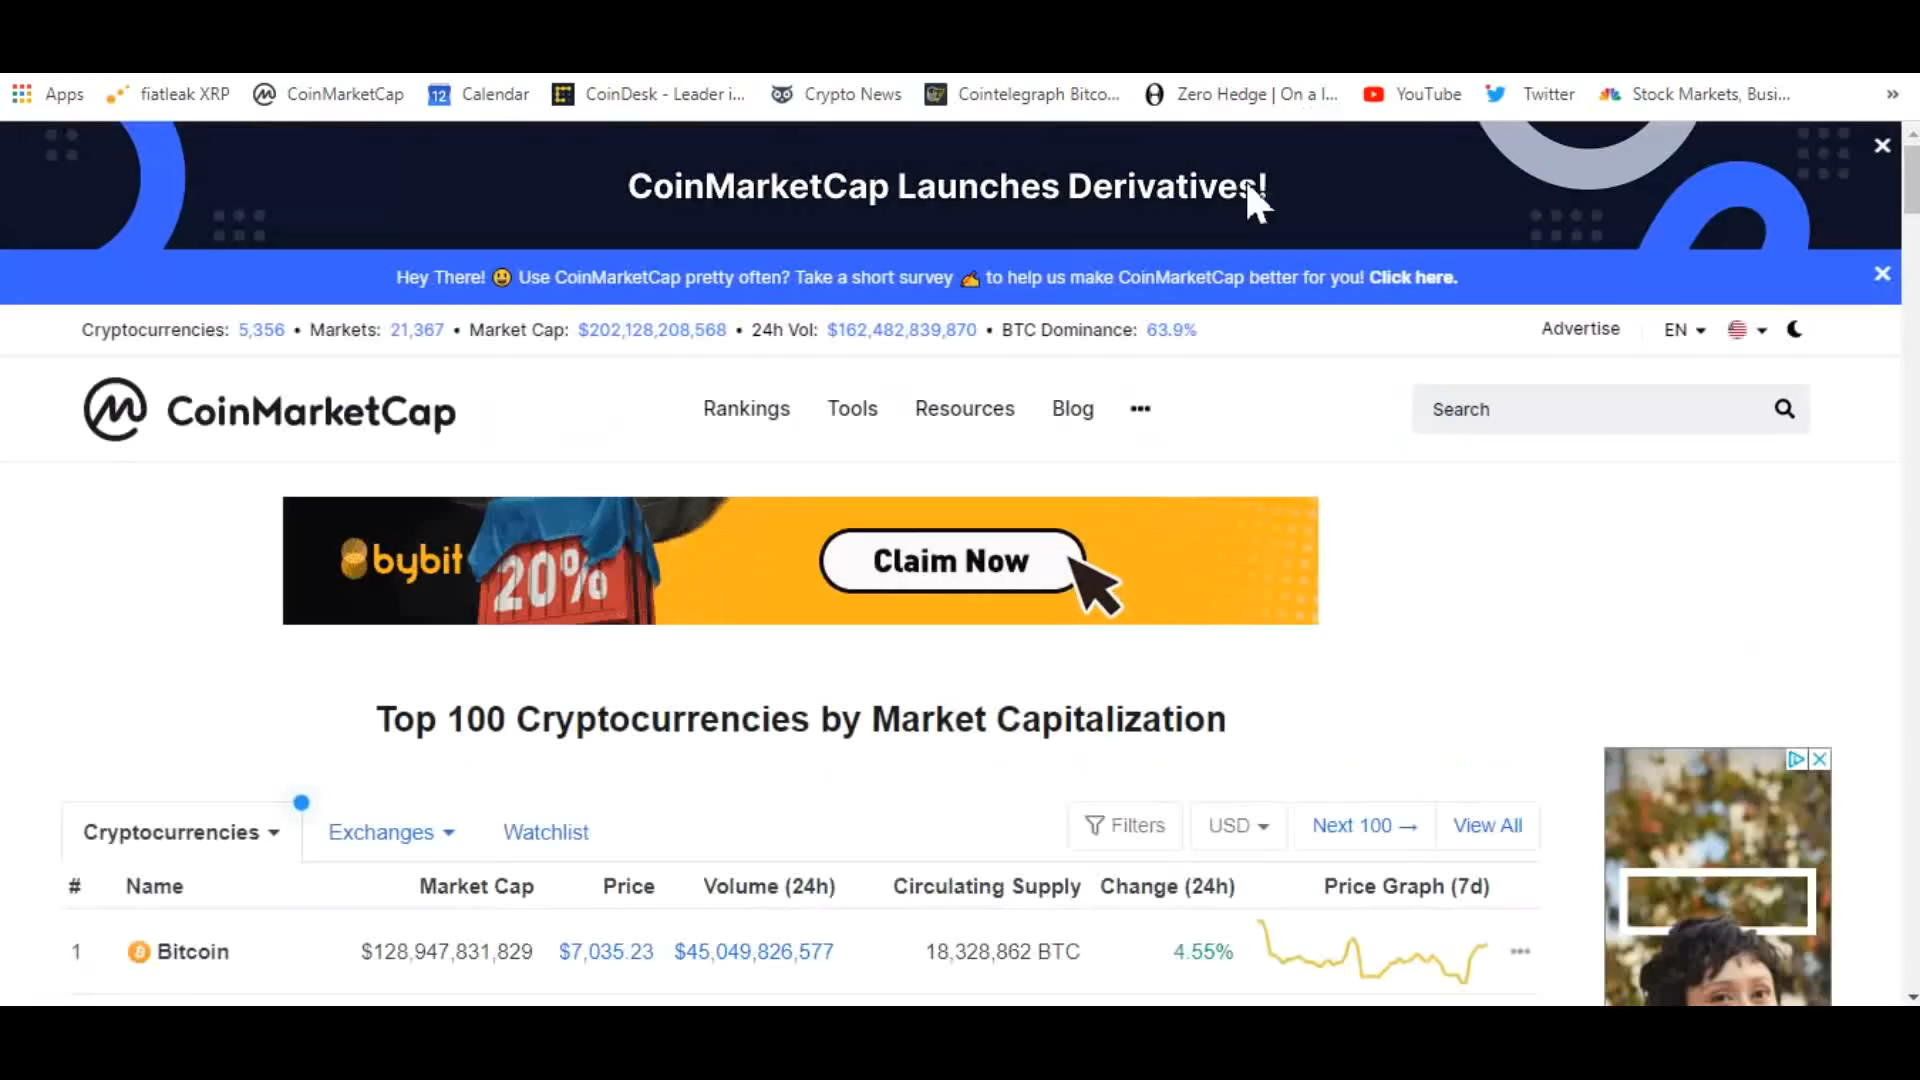 Apps fiatleak XRP CoinMarketCap 12 Calendar CoinDesk - Leader i... Crypto News Cointelegraph Bitco... Zero Hedge | On a l... YouTube Twitter Stock Markets, Busi... »
CoinMarketCap Launches Derivatives!
Hey There! 😃 Use CoinMarketCap pretty often? Take a short survey ✍ to help us make CoinMarketCap better for you! Click here.
Cryptocurrencies: 5,356 • Markets: 21,367 • Market Cap: $202,128,208,568 • 24h Vol: $162,482,839,870 • BTC Dominance: 63.9% Advertise EN
CoinMarketCap Rankings Tools Resources Blog ••• Search
bybit 20% Claim Now
Top 100 Cryptocurrencies by Market Capitalization
Cryptocurrencies Exchanges Watchlist Filters USD Next 100 → View All
# Name Market Cap Price Volume (24h) Circulating Supply Change (24h) Price Graph (7d)
1 Bitcoin $128,947,831,829 $7,035.23 $45,049,826,577 18,328,862 BTC 4.55%